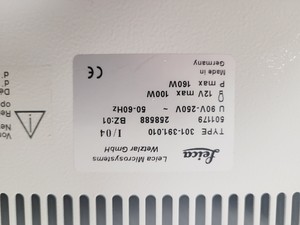 Leica
Leica Microsystems
Wetzlar GmbH
TYPE 301-391.010 I/04
501179 258588 BZ:01
U 90V-250V~ 50-60Hz
12V max 100W
P max 160W
Made in
Germany
CE